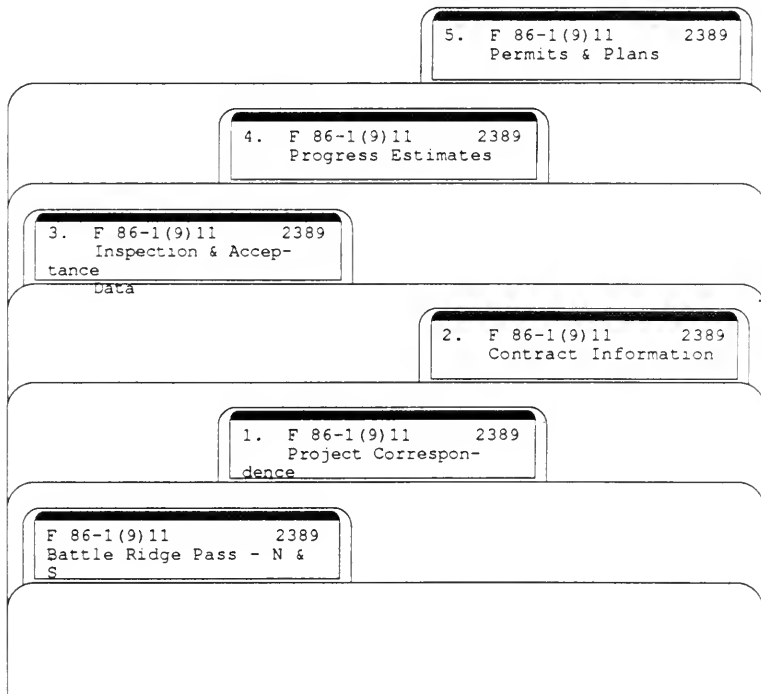 5. F 86-1(9)11 2389
Permits & Plans
4. F 86-1(9)11 2389
Progress Estimates
3. F 86-1(9)11 2389
Inspection & Accep-
tance
Data
2. F 86-1(9)11 2389
Contract Information
1. F 86-1(9)11 2389
Project Correspon-
dence
F 86-1(9)11 2389
Battle Ridge Pass - N &
S